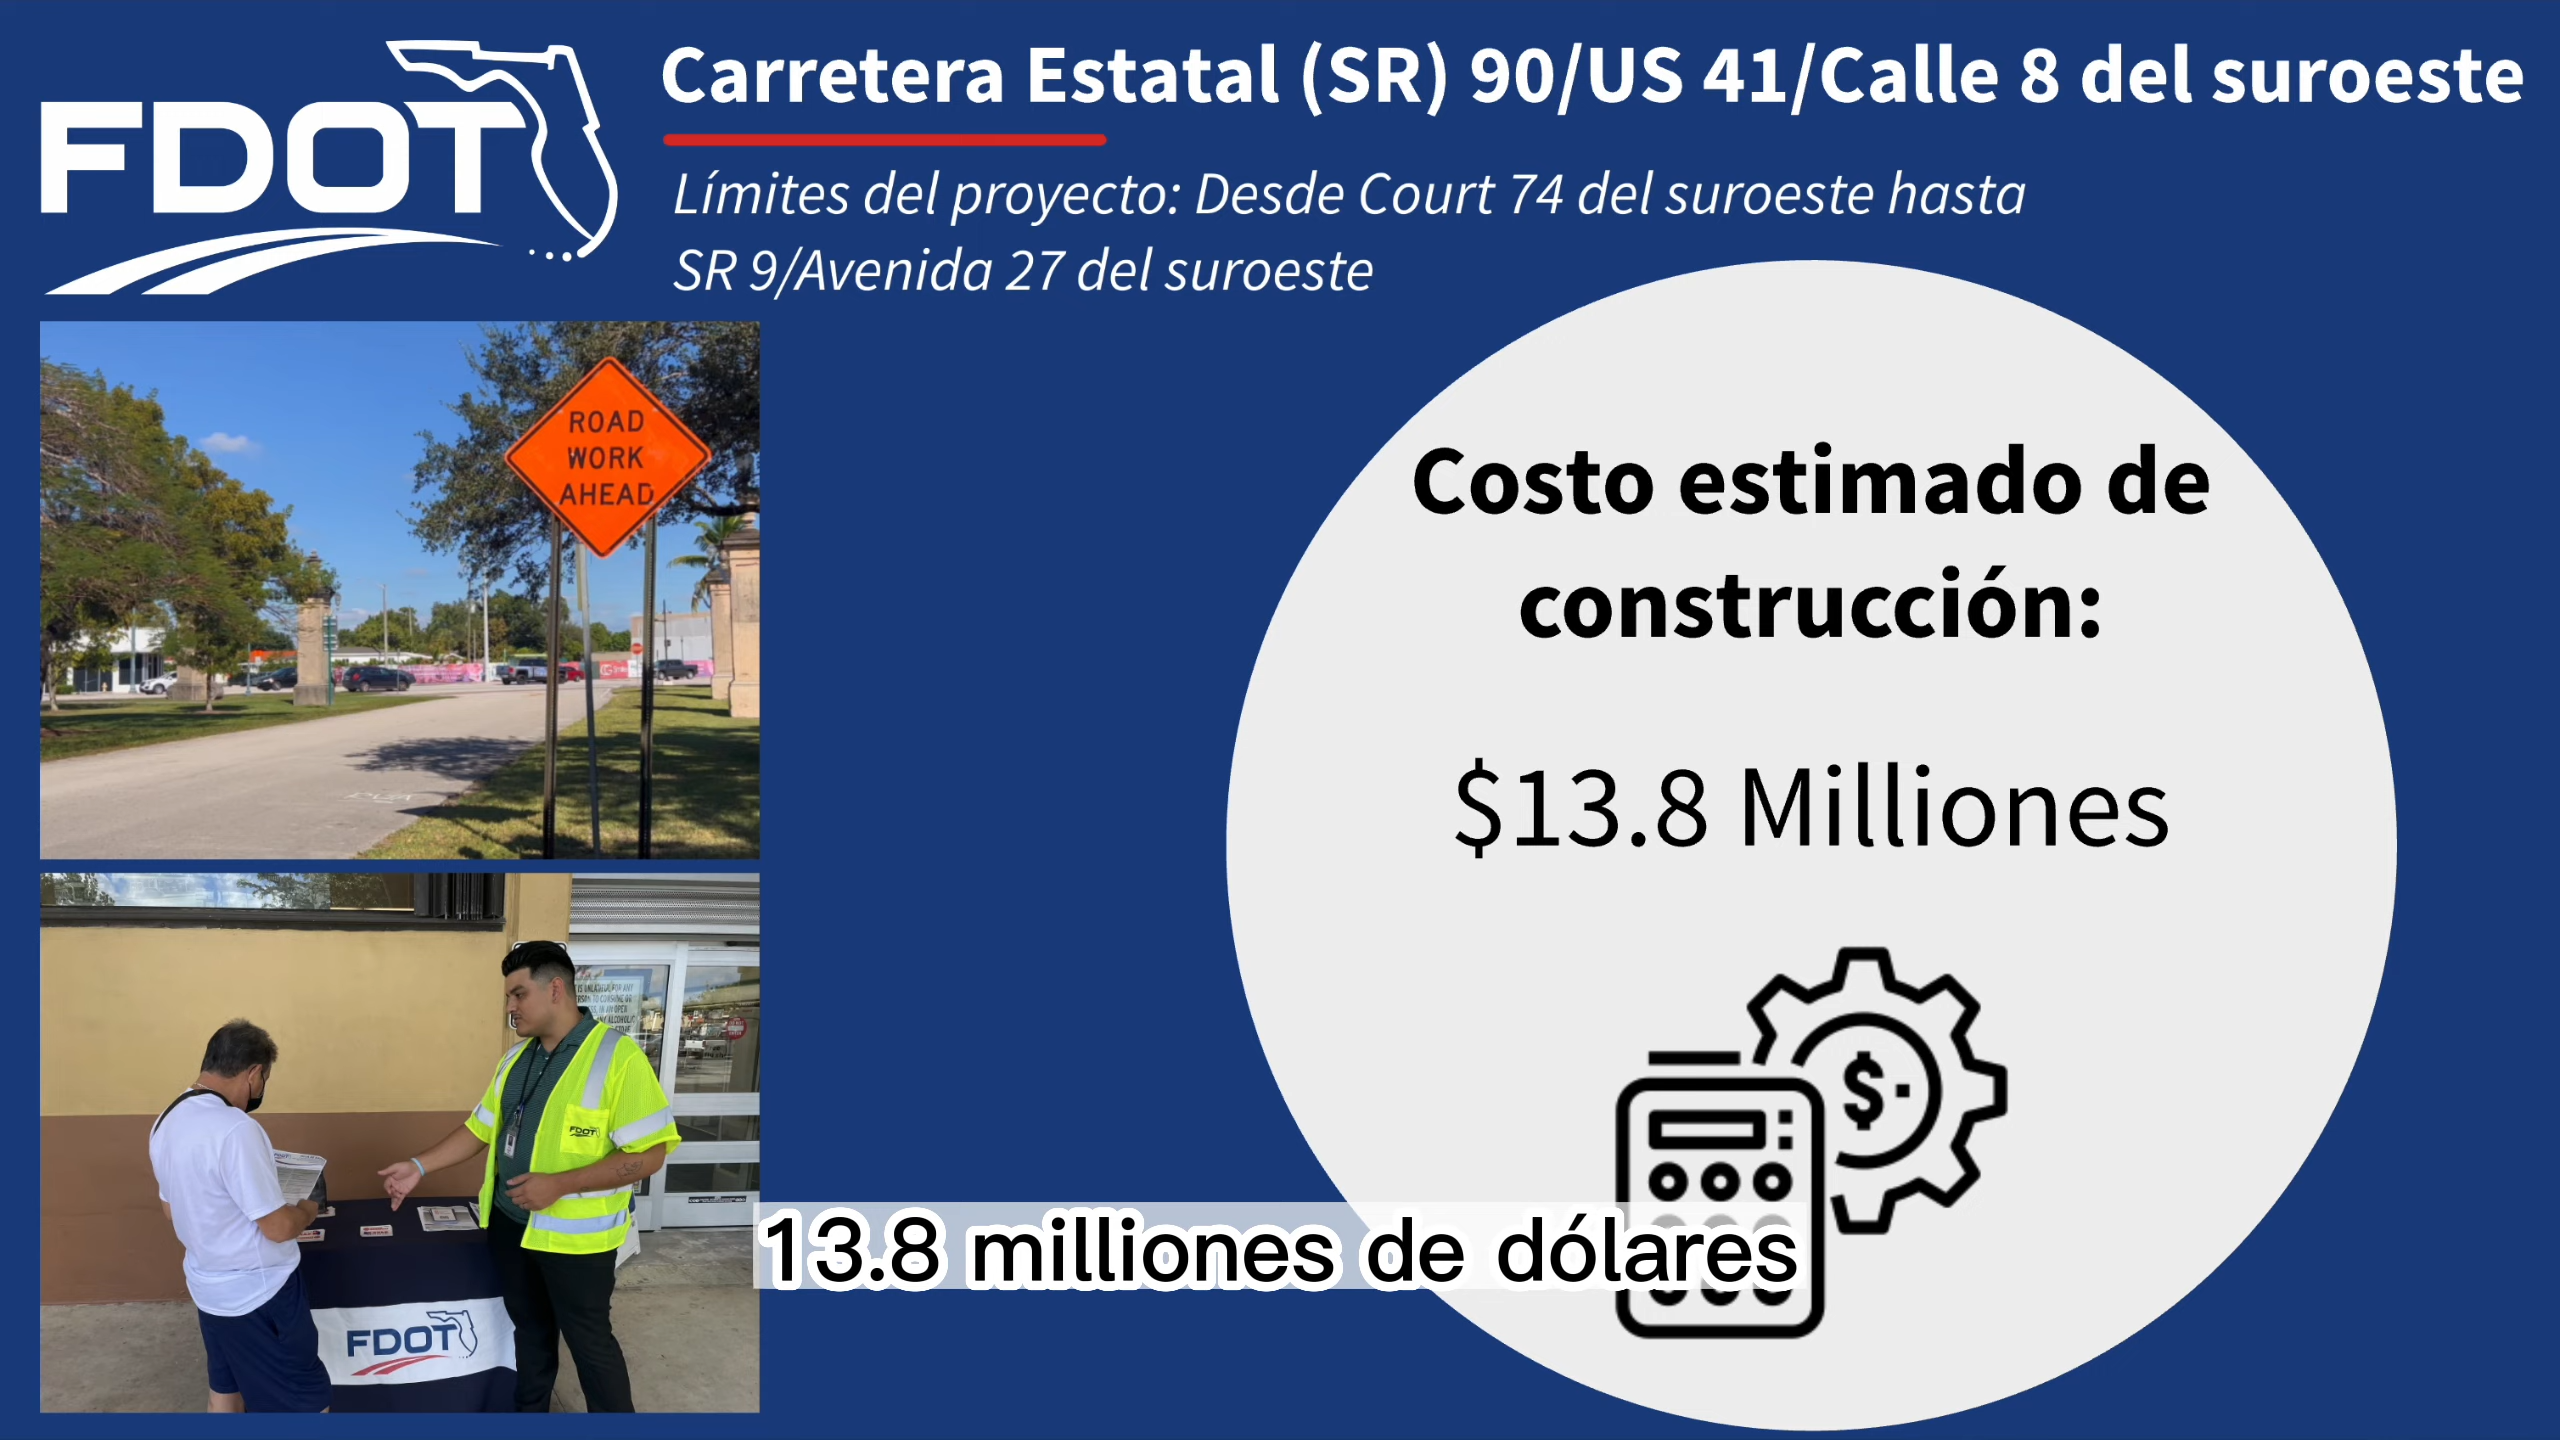 FDOT
Carretera Estatal (SR) 90/US 41/Calle 8 del suroeste
Límites del proyecto: Desde Court 74 del suroeste hasta
SR 9/Avenida 27 del suroeste
ROAD
WORK
AHEAD
Costo estimado de
construcción:
$13.8 Milliones
$
FDOT
FDOT
13.8 milliones de dólares